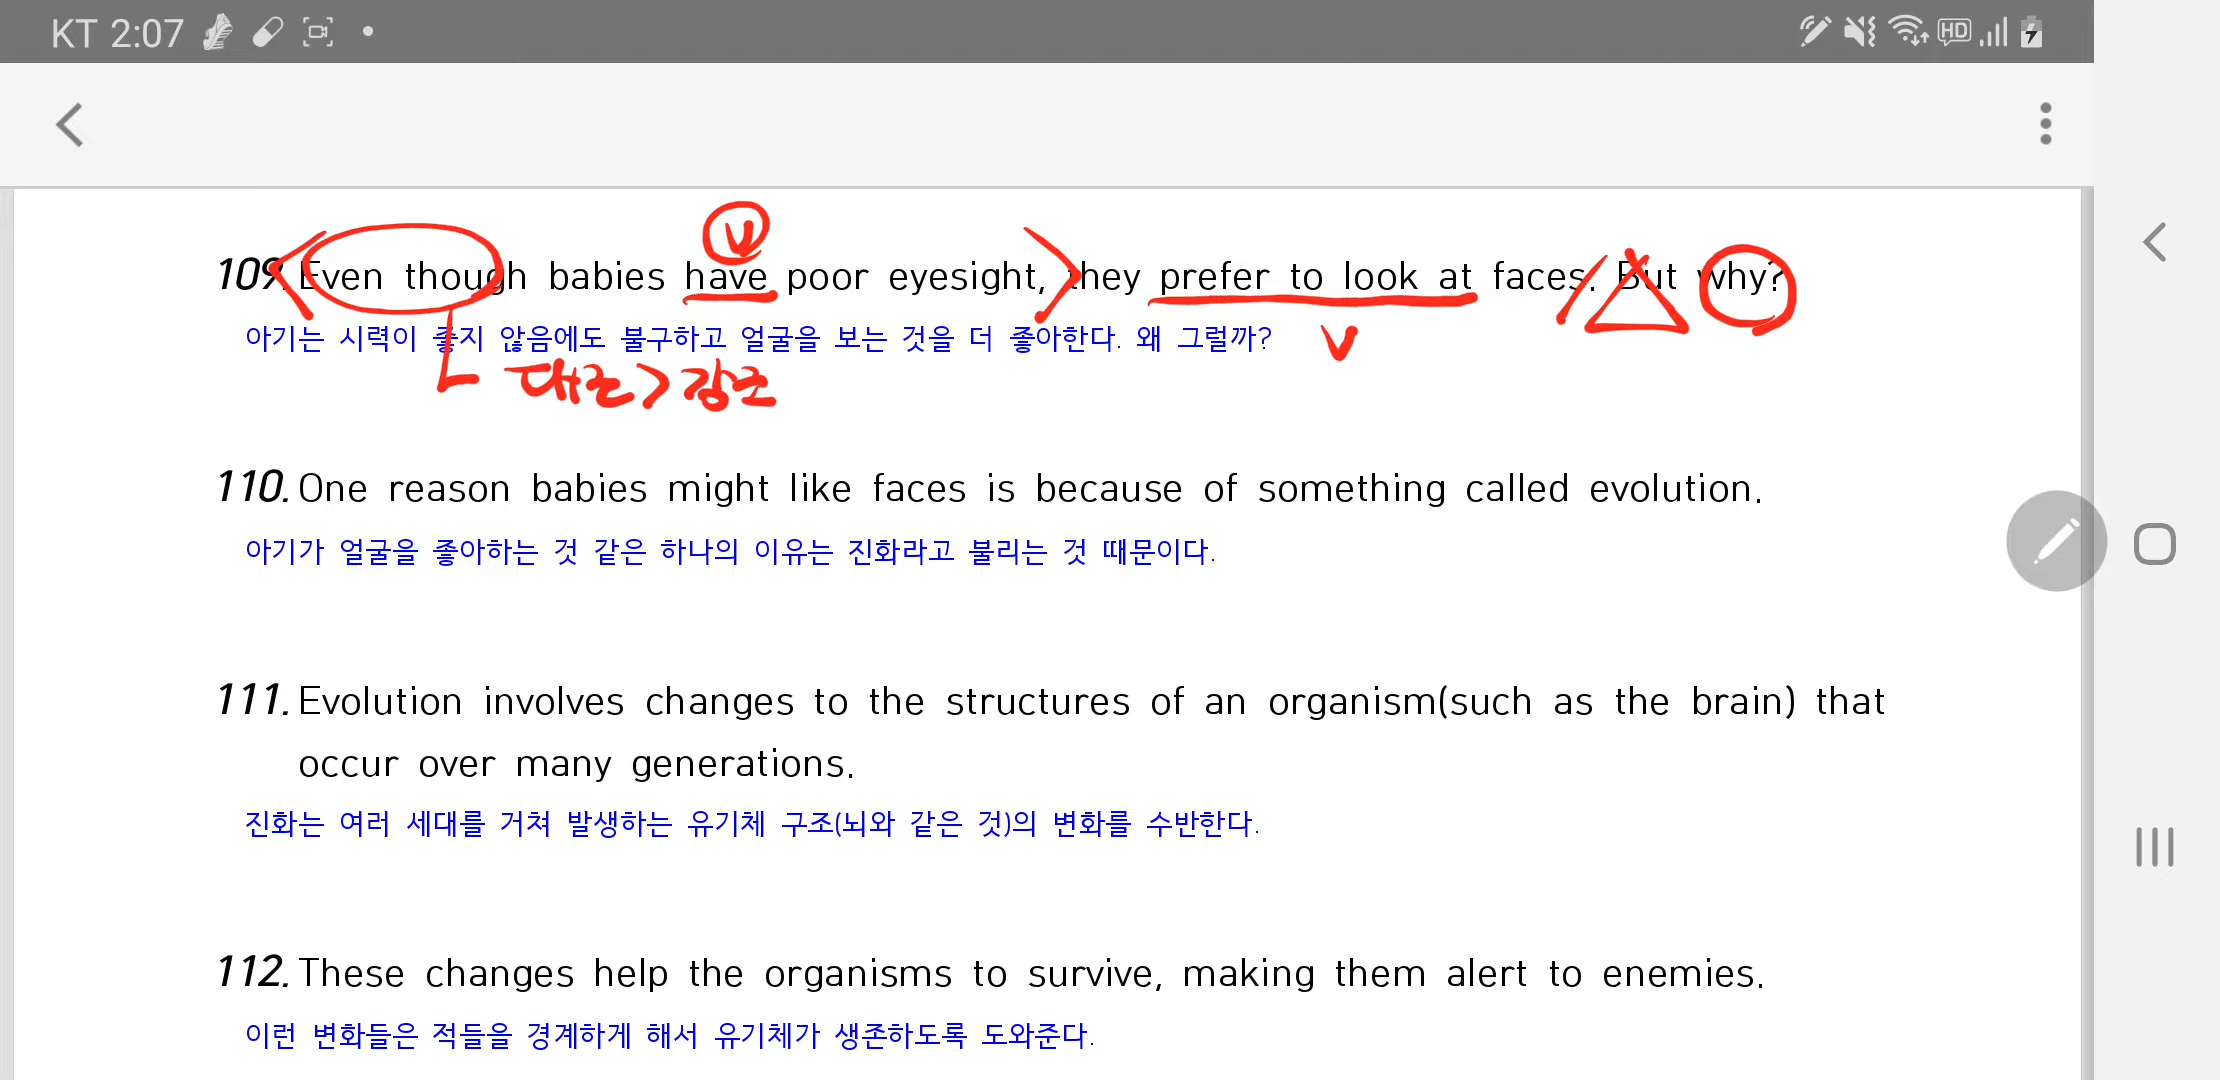 KT 2:07
HD
V
109. Even though babies have poor eyesight, they prefer to look at faces. But why?
아기는 시력이 좋지 않음에도 불구하고 얼굴을 보는 것을 더 좋아한다. 왜 그럴까?
V
대조 > 강조
110. One reason babies might like faces is because of something called evolution.
아기가 얼굴을 좋아하는 것 같은 하나의 이유는 진화라고 불리는 것 때문이다.
111. Evolution involves changes to the structures of an organism(such as the brain) that
occur over many generations.
진화는 여러 세대를 거쳐 발생하는 유기체 구조(뇌와 같은 것)의 변화를 수반한다.
112. These changes help the organisms to survive, making them alert to enemies.
이런 변화들은 적들을 경계하게 해서 유기체가 생존하도록 도와준다.